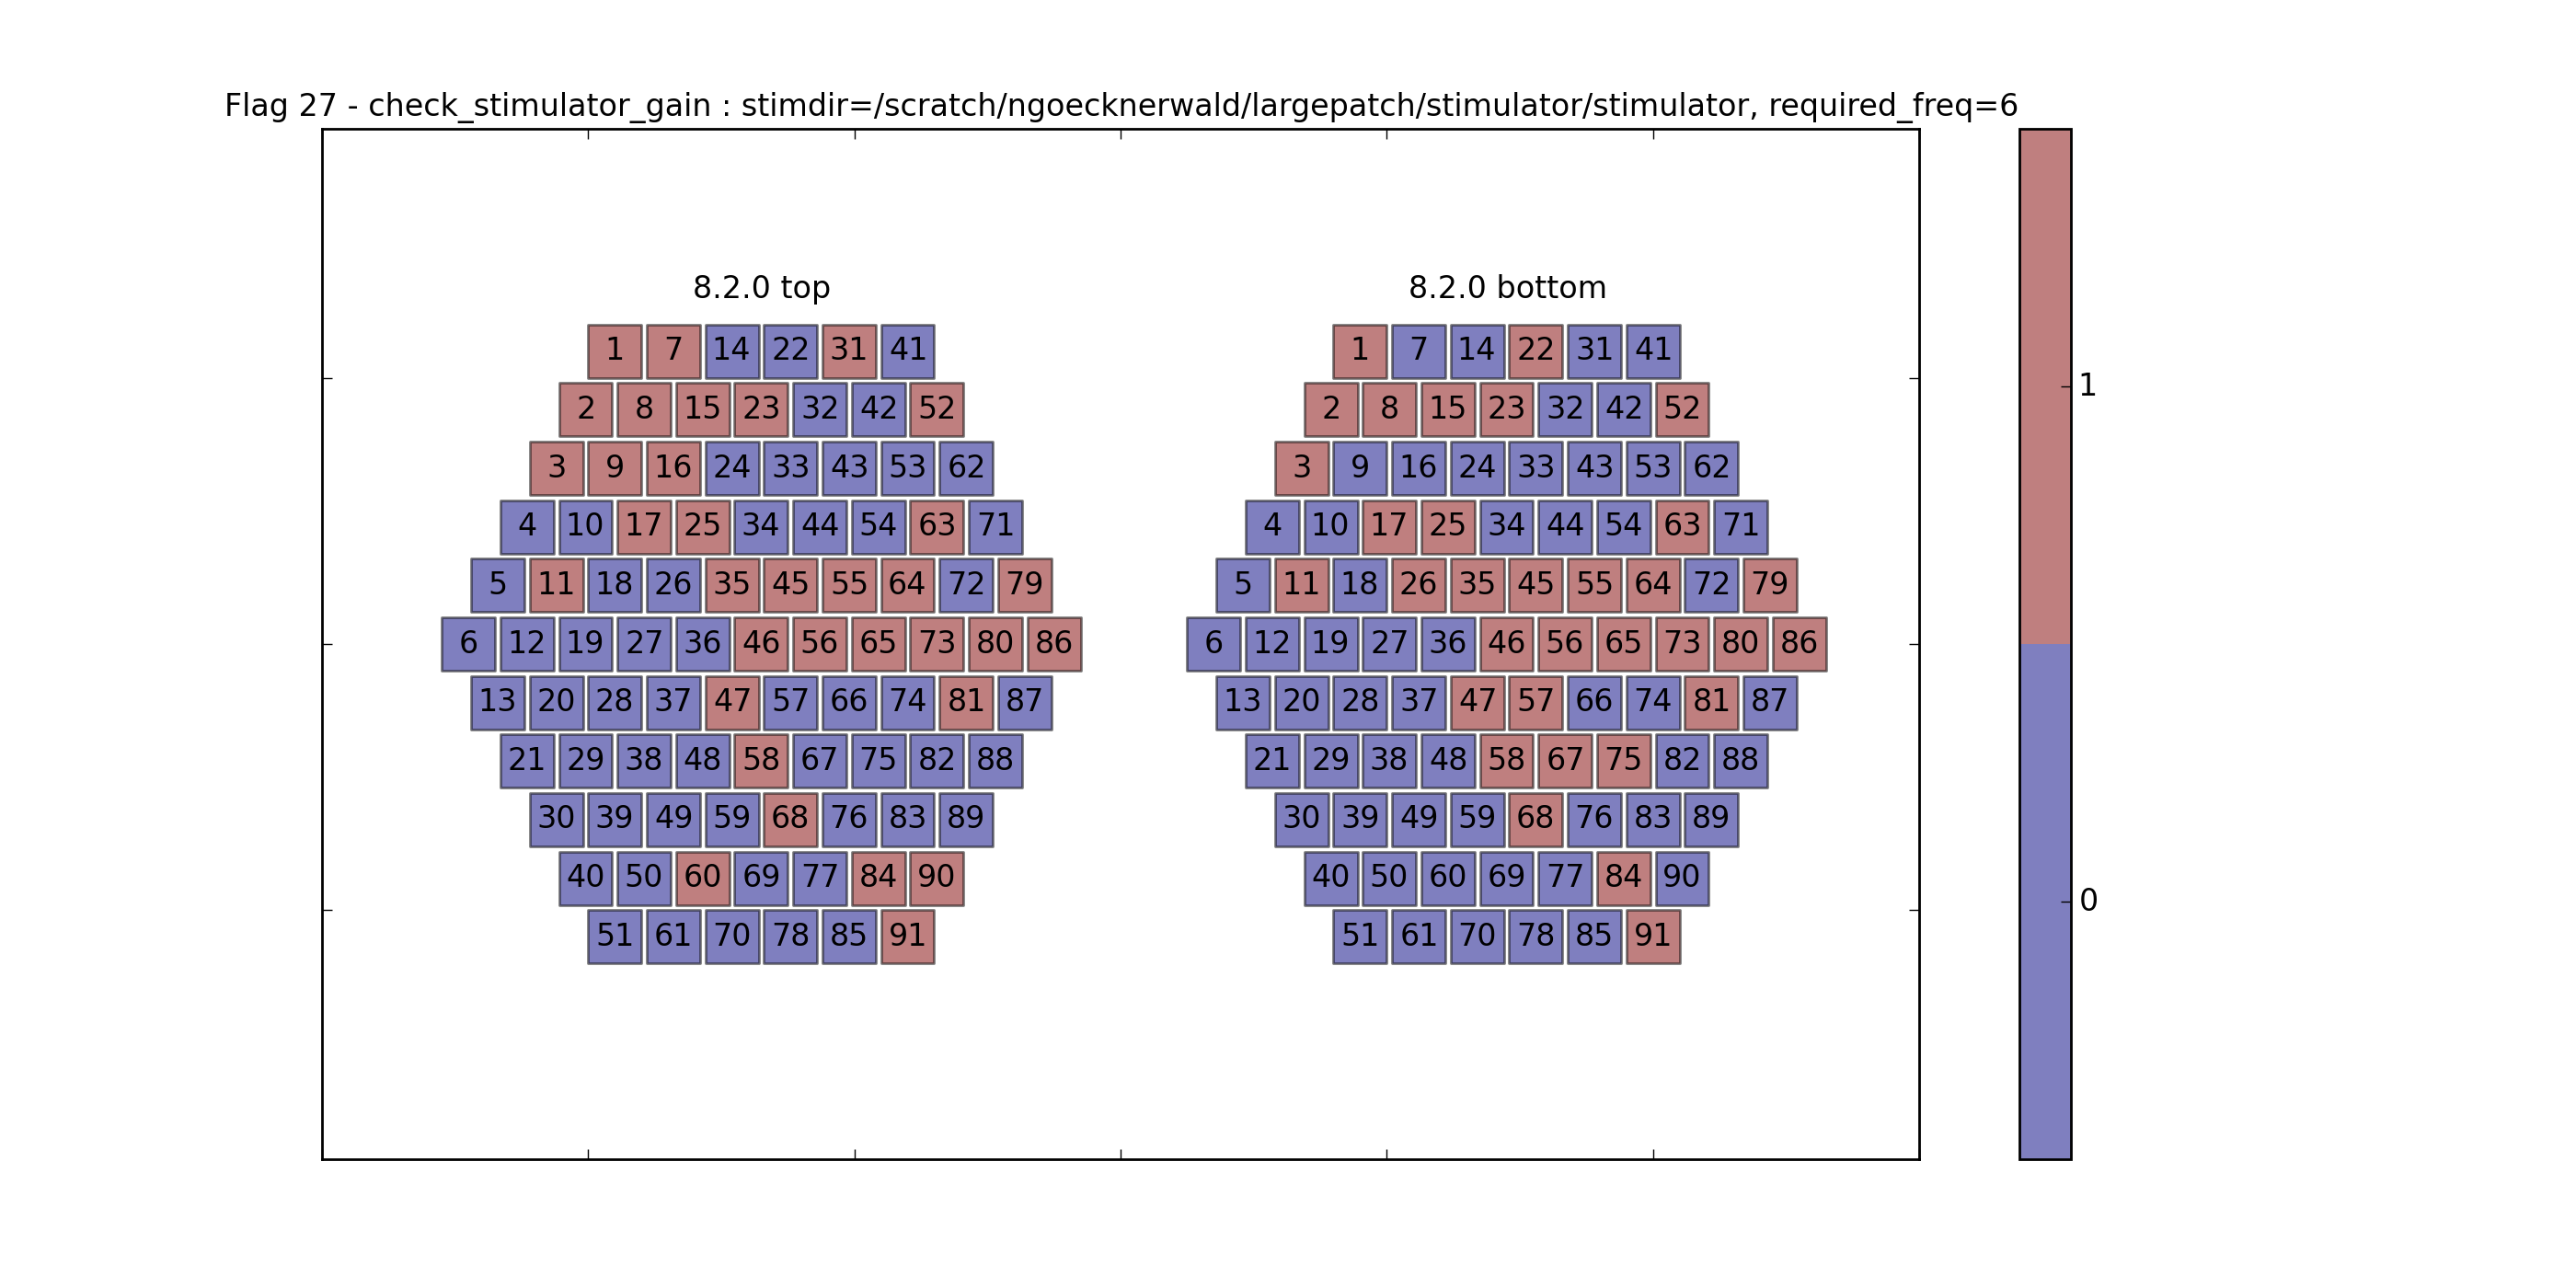 Flag 27 - check_stimulator_gain : stimdir=/scratch/ngoecknerwald/largepatch/stimulator/stimulator, required_freq=6
8.2.0 top
1 7 14 22 31 41
2 8 15 23 32 42 52
3 9 16 24 33 43 53 62
4 10 17 25 34 44 54 63 71
5 11 18 26 35 45 55 64 72 79
6 12 19 27 36 46 56 65 73 80 86
13 20 28 37 47 57 66 74 81 87
21 29 38 48 58 67 75 82 88
30 39 49 59 68 76 83 89
40 50 60 69 77 84 90
51 61 70 78 85 91
8.2.0 bottom
1 7 14 22 31 41
2 8 15 23 32 42 52
3 9 16 24 33 43 53 62
4 10 17 25 34 44 54 63 71
5 11 18 26 35 45 55 64 72 79
6 12 19 27 36 46 56 65 73 80 86
13 20 28 37 47 57 66 74 81 87
21 29 38 48 58 67 75 82 88
30 39 49 59 68 76 83 89
40 50 60 69 77 84 90
51 61 70 78 85 91
1
0